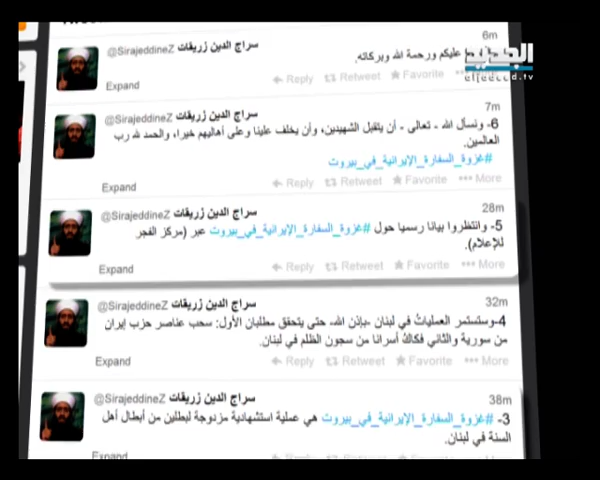 6m
الجديد
eljadeed.tv
سراج الدين زريقات @SirajeddineZ
عليكم ورحمة الله وبركاته.
Expand Reply Retweet Favorite
7m
سراج الدين زريقات @SirajeddineZ
6- ونسأل الله - تعالى - أن يتقبل الشهيدين، وأن يخلف علينا وعلى أهاليهم خيرا، والحمد لله رب
العالمين.
#غزوة_السفارة_الإيرانية_في_بيروت
Expand Reply Retweet Favorite More
28m
سراج الدين زريقات @SirajeddineZ
5- وانتظروا بيانا رسميا حول #غزوة_السفارة_الإيرانية_في_بيروت عبر (مركز الفجر
للإعلام).
Expand Reply Retweet Favorite More
32m
سراج الدين زريقات @SirajeddineZ
4-وستستمر العمليات في لبنان -بإذن الله- حتى يتحقق مطلبان الأول: سحب عناصر حزب إيران
من سورية والثاني فكاك أسرانا من سجون الظلم في لبنان.
Expand Reply Retweet Favorite More
38m
سراج الدين زريقات @SirajeddineZ
3- #غزوة_السفارة_الإيرانية_في_بيروت هي عملية استشهادية مزدوجة لبطلين من أبطال أهل
السنة في لبنان.
Expand Reply Retweet Favorite More